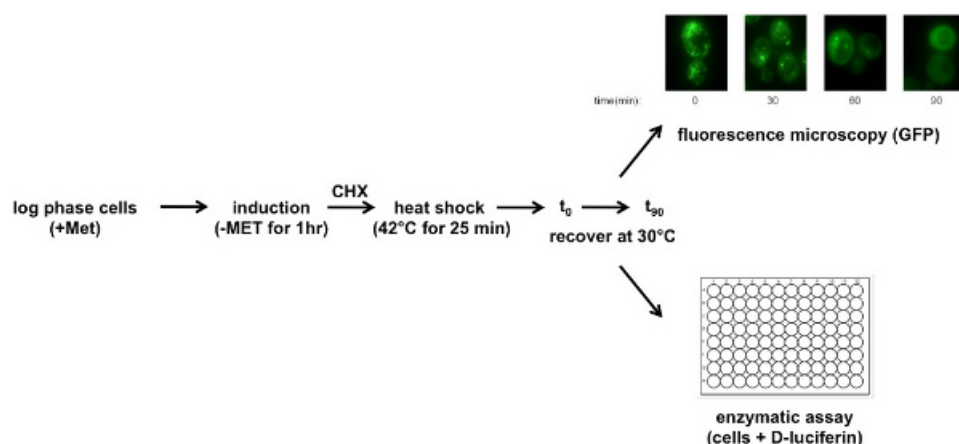 time(min): 0 30 60 90
fluorescence microscopy (GFP)
CHX
log phase cells induction heat shock t0 t90
(+Met) (-MET for 1hr) (42°C for 25 min) recover at 30°C
enzymatic assay
(cells + D-luciferin)